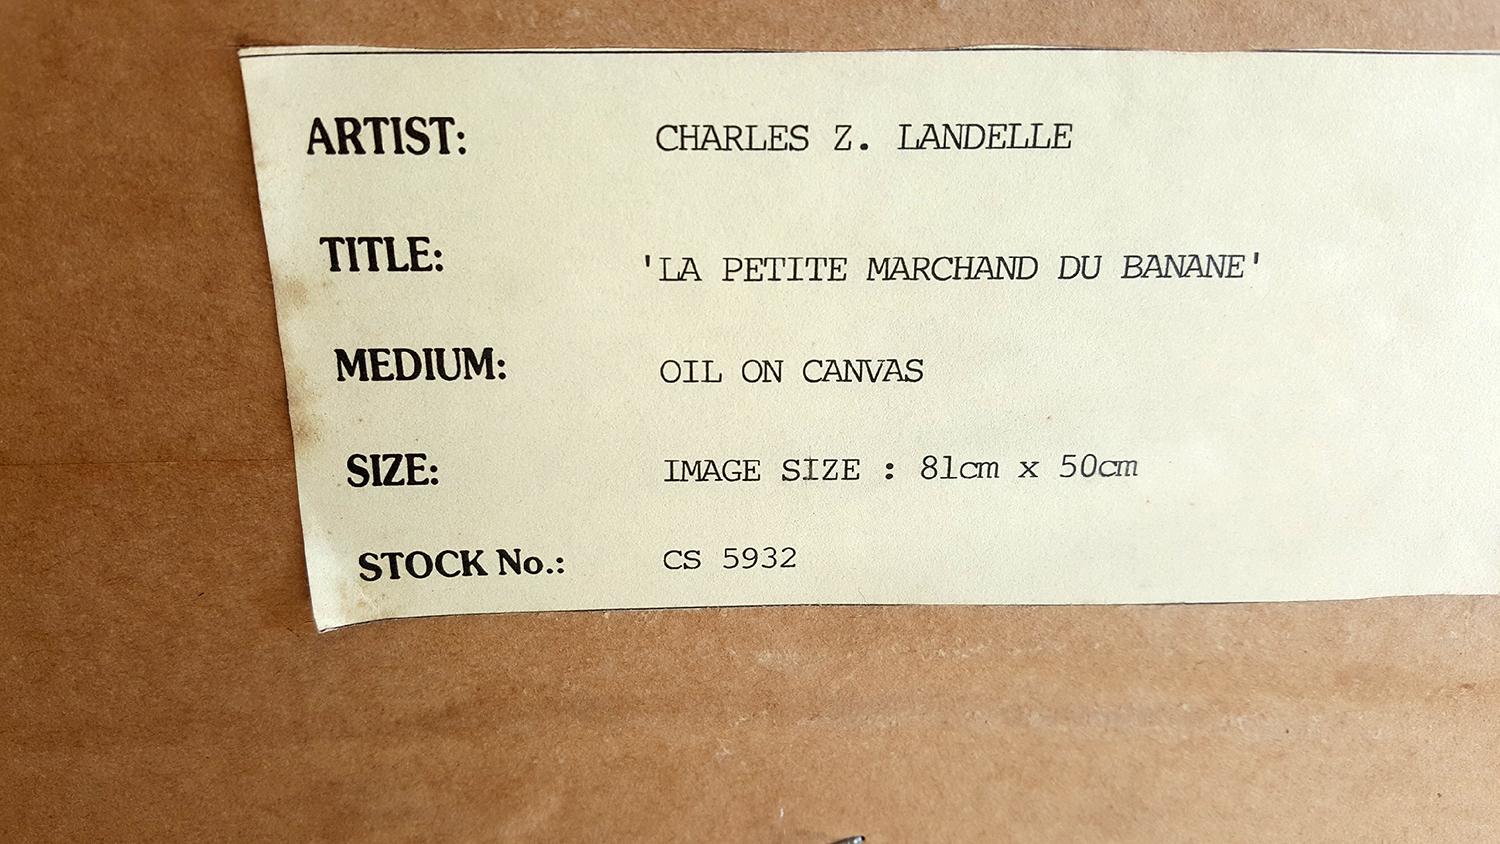 ARTIST: CHARLES Z. LANDELLE
TITLE: 'LA PETITE MARCHAND DU BANANE'
MEDIUM: OIL ON CANVAS
SIZE: IMAGE SIZE : 81cm x 50cm
STOCK No.: CS 5932